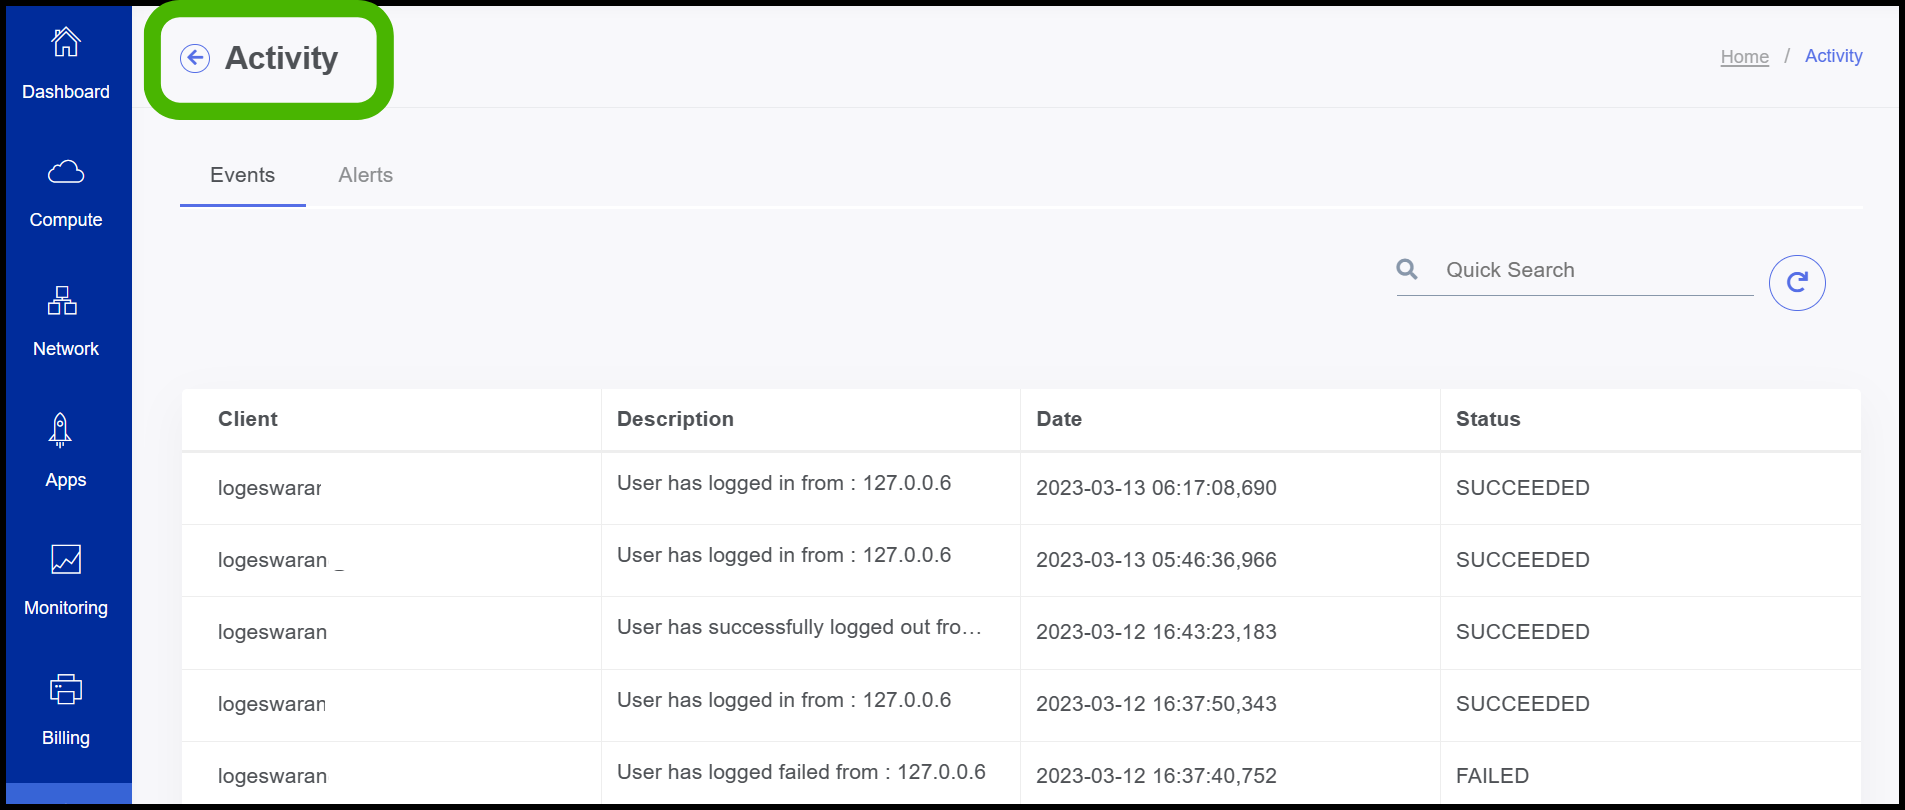 Activity
Home / Activity
Dashboard
Compute
Network
Apps
Monitoring
Billing
Events Alerts
Quick Search
Client Description Date Status
logeswaran User has logged in from : 127.0.0.6 2023-03-13 06:17:08,690 SUCCEEDED
logeswaran_ User has logged in from : 127.0.0.6 2023-03-13 05:46:36,966 SUCCEEDED
logeswaran User has successfully logged out fro… 2023-03-12 16:43:23,183 SUCCEEDED
logeswaran User has logged in from : 127.0.0.6 2023-03-12 16:37:50,343 SUCCEEDED
logeswaran User has logged failed from : 127.0.0.6 2023-03-12 16:37:40,752 FAILED